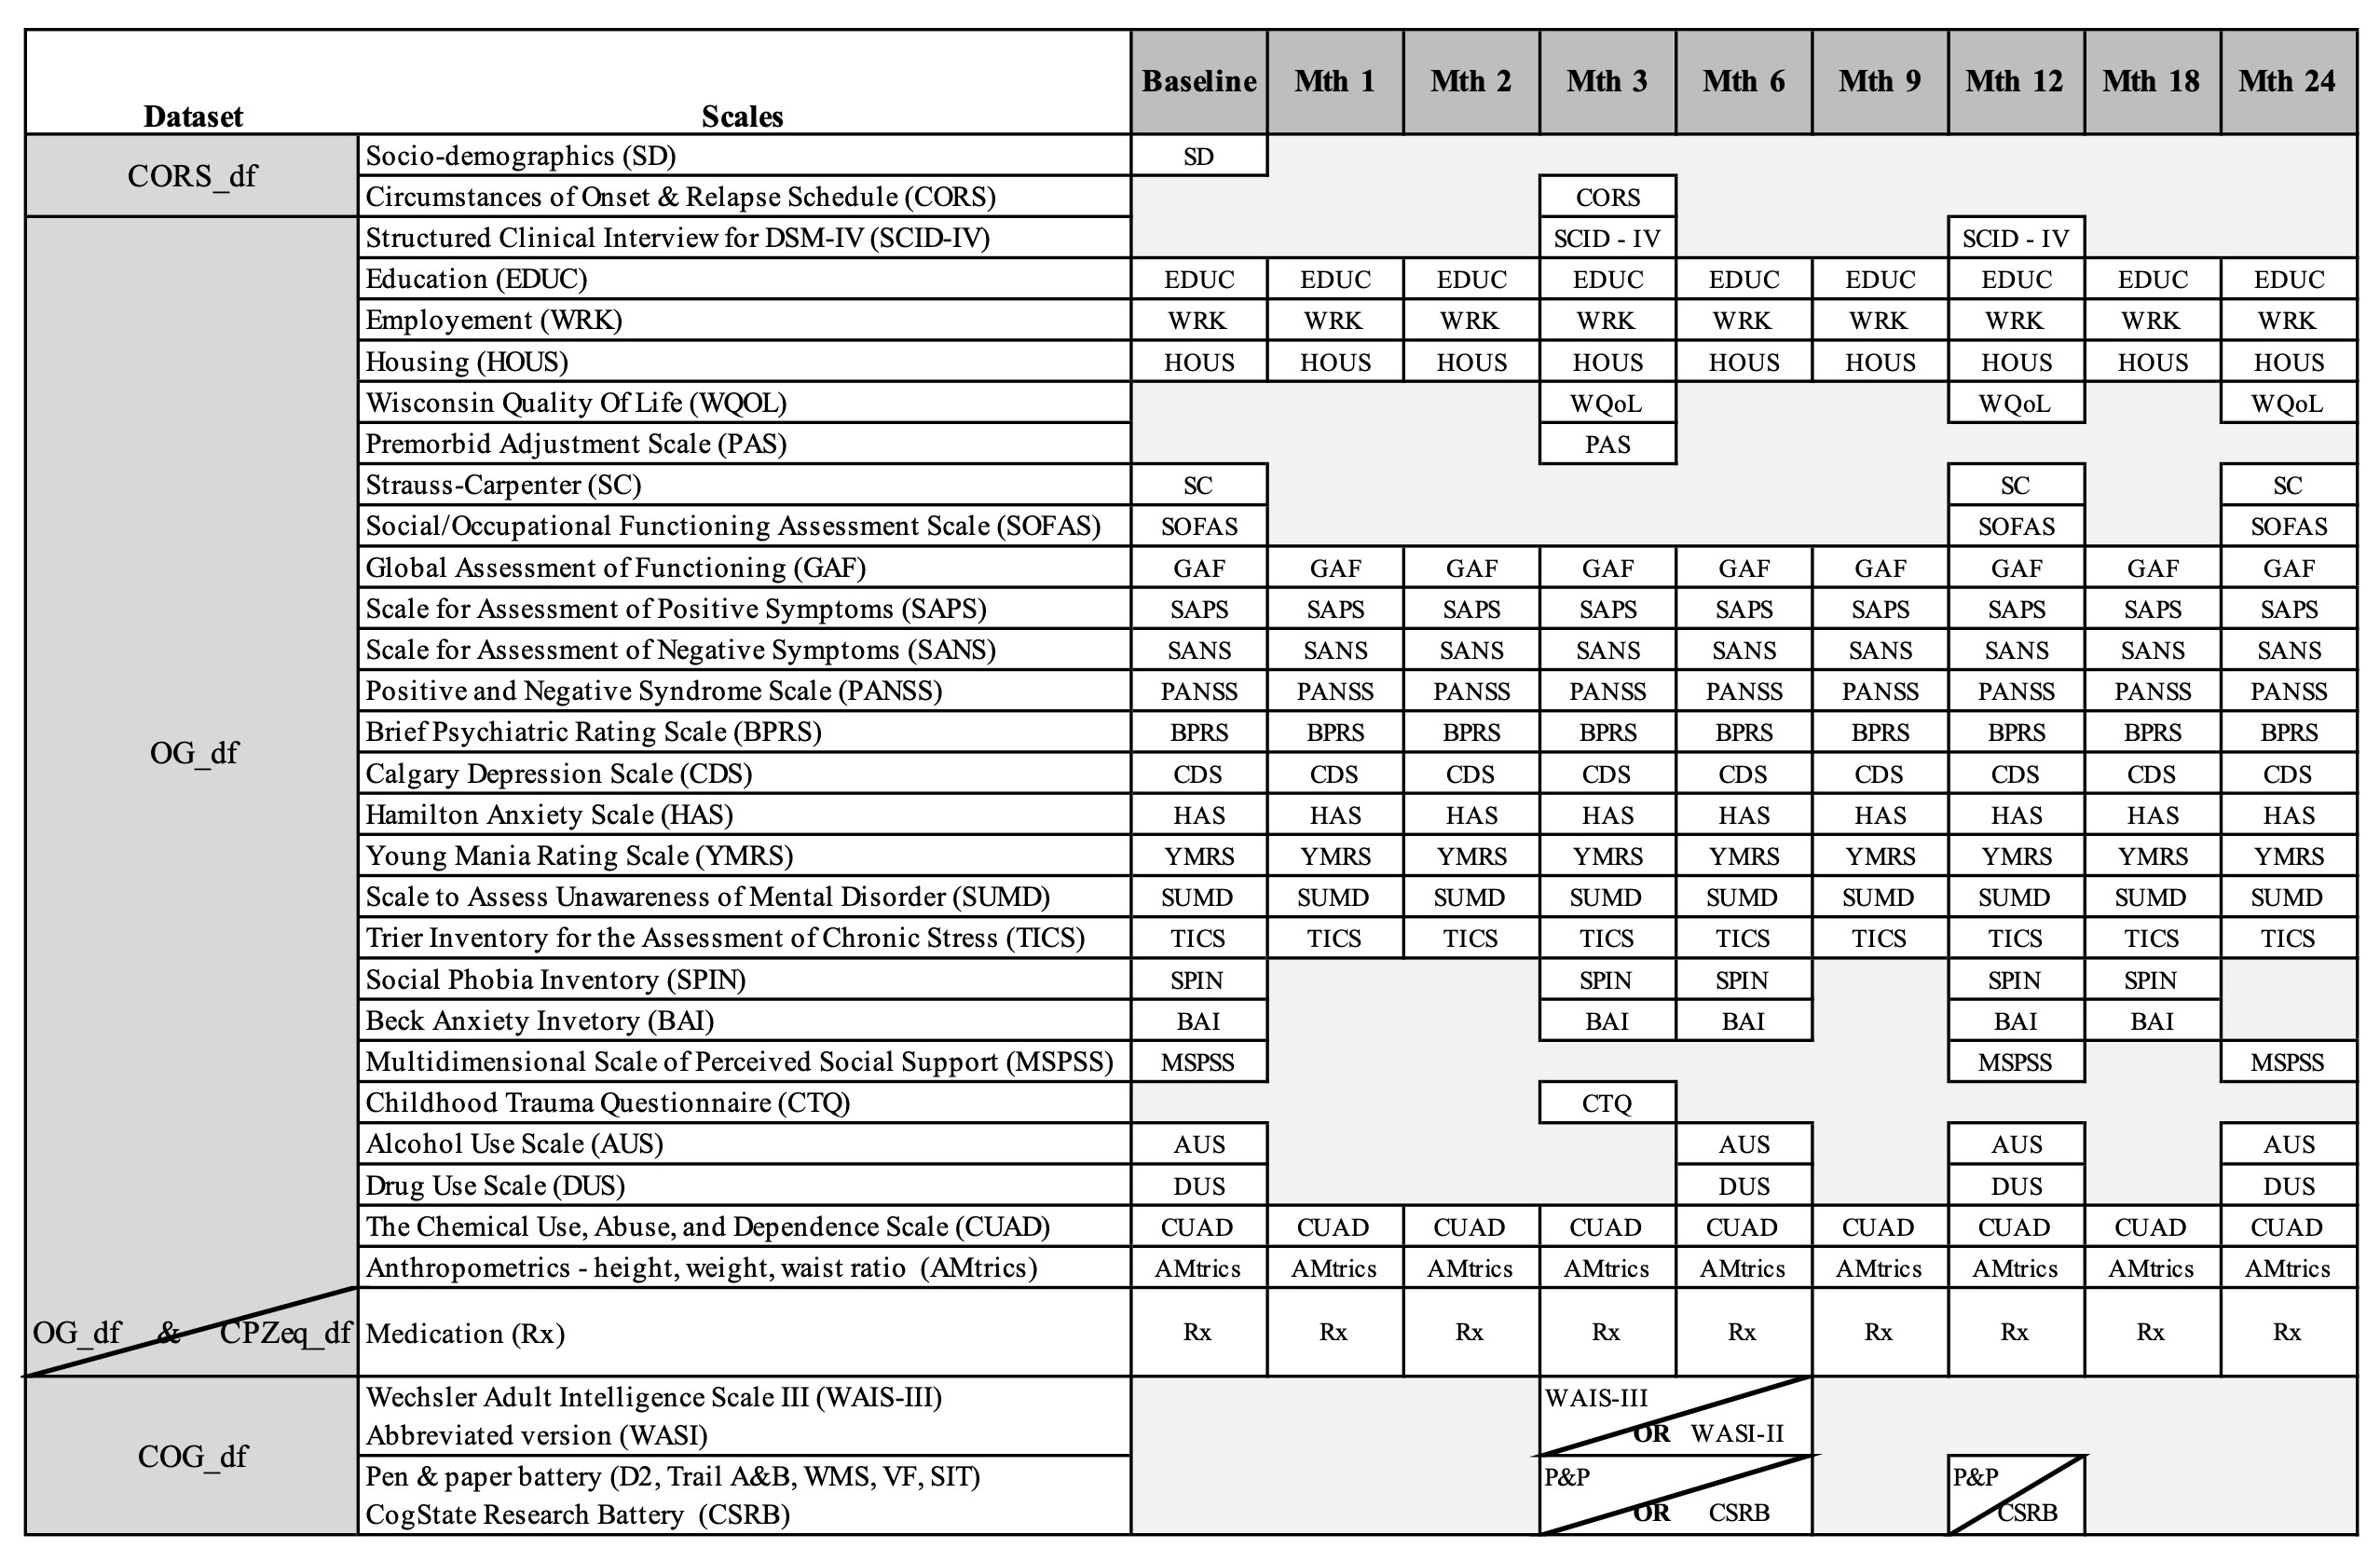 Dataset Scales Baseline Mth 1 Mth 2 Mth 3 Mth 6 Mth 9 Mth 12 Mth 18 Mth 24
CORS_df
Socio-demographics (SD) SD
Circumstances of Onset & Relapse Schedule (CORS) CORS
OG_df
Structured Clinical Interview for DSM-IV (SCID-IV) SCID - IV SCID - IV
Education (EDUC) EDUC EDUC EDUC EDUC EDUC EDUC EDUC EDUC EDUC
Employement (WRK) WRK WRK WRK WRK WRK WRK WRK WRK WRK
Housing (HOUS) HOUS HOUS HOUS HOUS HOUS HOUS HOUS HOUS HOUS
Wisconsin Quality Of Life (WQOL) WQoL WQoL WQoL
Premorbid Adjustment Scale (PAS) PAS
Strauss-Carpenter (SC) SC SC SC
Social/Occupational Functioning Assessment Scale (SOFAS) SOFAS SOFAS SOFAS
Global Assessment of Functioning (GAF) GAF GAF GAF GAF GAF GAF GAF GAF GAF
Scale for Assessment of Positive Symptoms (SAPS) SAPS SAPS SAPS SAPS SAPS SAPS SAPS SAPS SAPS
Scale for Assessment of Negative Symptoms (SANS) SANS SANS SANS SANS SANS SANS SANS SANS SANS
Positive and Negative Syndrome Scale (PANSS) PANSS PANSS PANSS PANSS PANSS PANSS PANSS PANSS PANSS
Brief Psychiatric Rating Scale (BPRS) BPRS BPRS BPRS BPRS BPRS BPRS BPRS BPRS BPRS
Calgary Depression Scale (CDS) CDS CDS CDS CDS CDS CDS CDS CDS CDS
Hamilton Anxiety Scale (HAS) HAS HAS HAS HAS HAS HAS HAS HAS HAS
Young Mania Rating Scale (YMRS) YMRS YMRS YMRS YMRS YMRS YMRS YMRS YMRS YMRS
Scale to Assess Unawareness of Mental Disorder (SUMD) SUMD SUMD SUMD SUMD SUMD SUMD SUMD SUMD SUMD
Trier Inventory for the Assessment of Chronic Stress (TICS) TICS TICS TICS TICS TICS TICS TICS TICS TICS
Social Phobia Inventory (SPIN) SPIN SPIN SPIN SPIN SPIN
Beck Anxiety Invetory (BAI) BAI BAI BAI BAI BAI
Multidimensional Scale of Perceived Social Support (MSPSS) MSPSS MSPSS MSPSS
Childhood Trauma Questionnaire (CTQ) CTQ
Alcohol Use Scale (AUS) AUS AUS AUS AUS
Drug Use Scale (DUS) DUS DUS DUS DUS
The Chemical Use, Abuse, and Dependence Scale (CUAD) CUAD CUAD CUAD CUAD CUAD CUAD CUAD CUAD CUAD
Anthropometrics - height, weight, waist ratio (AMtrics) AMtrics AMtrics AMtrics AMtrics AMtrics AMtrics AMtrics AMtrics AMtrics
OG_df & CPZeq_df Medication (Rx) Rx Rx Rx Rx Rx Rx Rx Rx Rx
COG_df
Wechsler Adult Intelligence Scale III (WAIS-III) WAIS-III
Abbreviated version (WASI) OR WASI-II
Pen & paper battery (D2, Trail A&B, WMS, VF, SIT) P&P P&P
CogState Research Battery (CSRB) OR CSRB CSRB